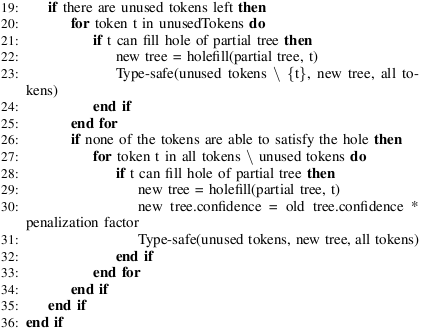 19: if there are unused tokens left then
20: for token t in unusedTokens do
21: if t can fill hole of partial tree then
22: new tree = holefill(partial tree, t)
23: Type-safe(unused tokens \ {t}, new tree, all to-
kens)
24: end if
25: end for
26: if none of the tokens are able to satisfy the hole then
27: for token t in all tokens \ unused tokens do
28: if t can fill hole of partial tree then
29: new tree = holefill(partial tree, t)
30: new tree.confidence = old tree.confidence *
penalization factor
31: Type-safe(unused tokens, new tree, all tokens)
32: end if
33: end for
34: end if
35: end if
36: end if